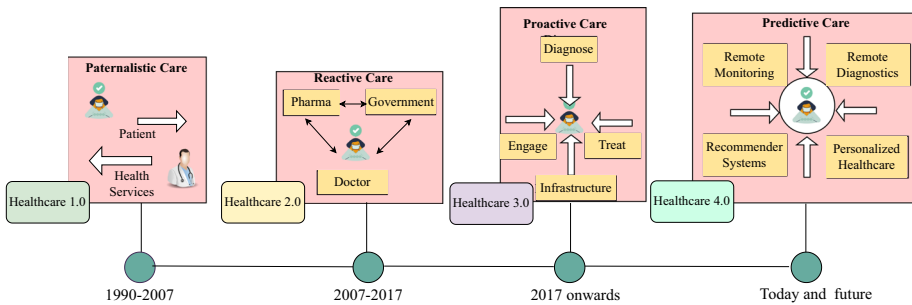 Paternalistic Care
Patient
Health
Services
Healthcare 1.0
1990-2007
Reactive Care
Pharma
Government
Doctor
Healthcare 2.0
2007-2017
Proactive Care
Diagnose
Engage
Treat
Infrastructure
Healthcare 3.0
2017 onwards
Predictive Care
Remote
Monitoring
Remote
Diagnostics
Recommender
Systems
Personalized
Healthcare
Healthcare 4.0
Today and future